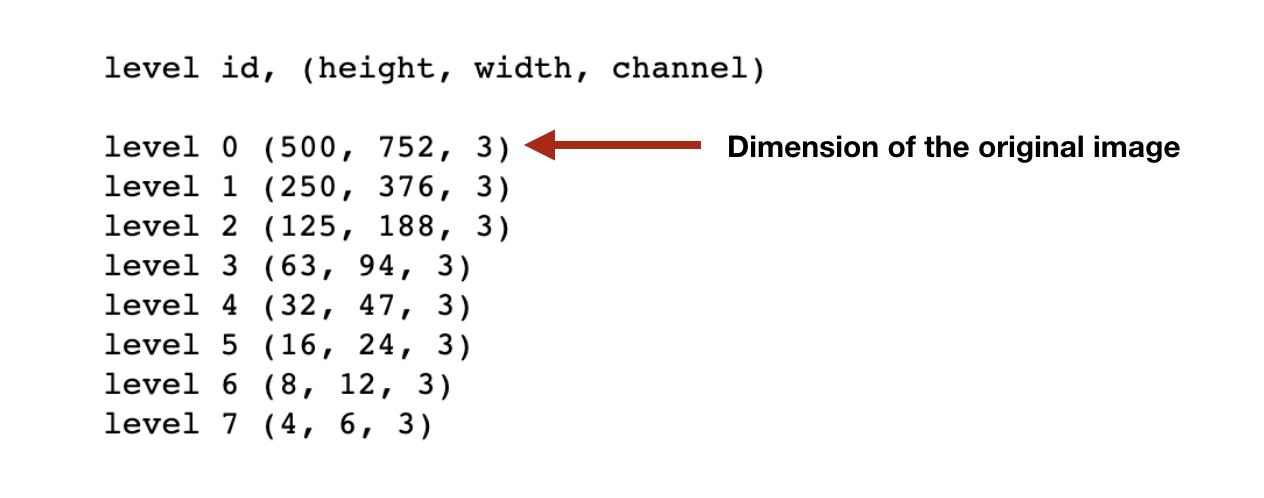 level id, (height, width, channel)
level 0 (500, 752, 3) Dimension of the original image
level 1 (250, 376, 3)
level 2 (125, 188, 3)
level 3 (63, 94, 3)
level 4 (32, 47, 3)
level 5 (16, 24, 3)
level 6 (8, 12, 3)
level 7 (4, 6, 3)